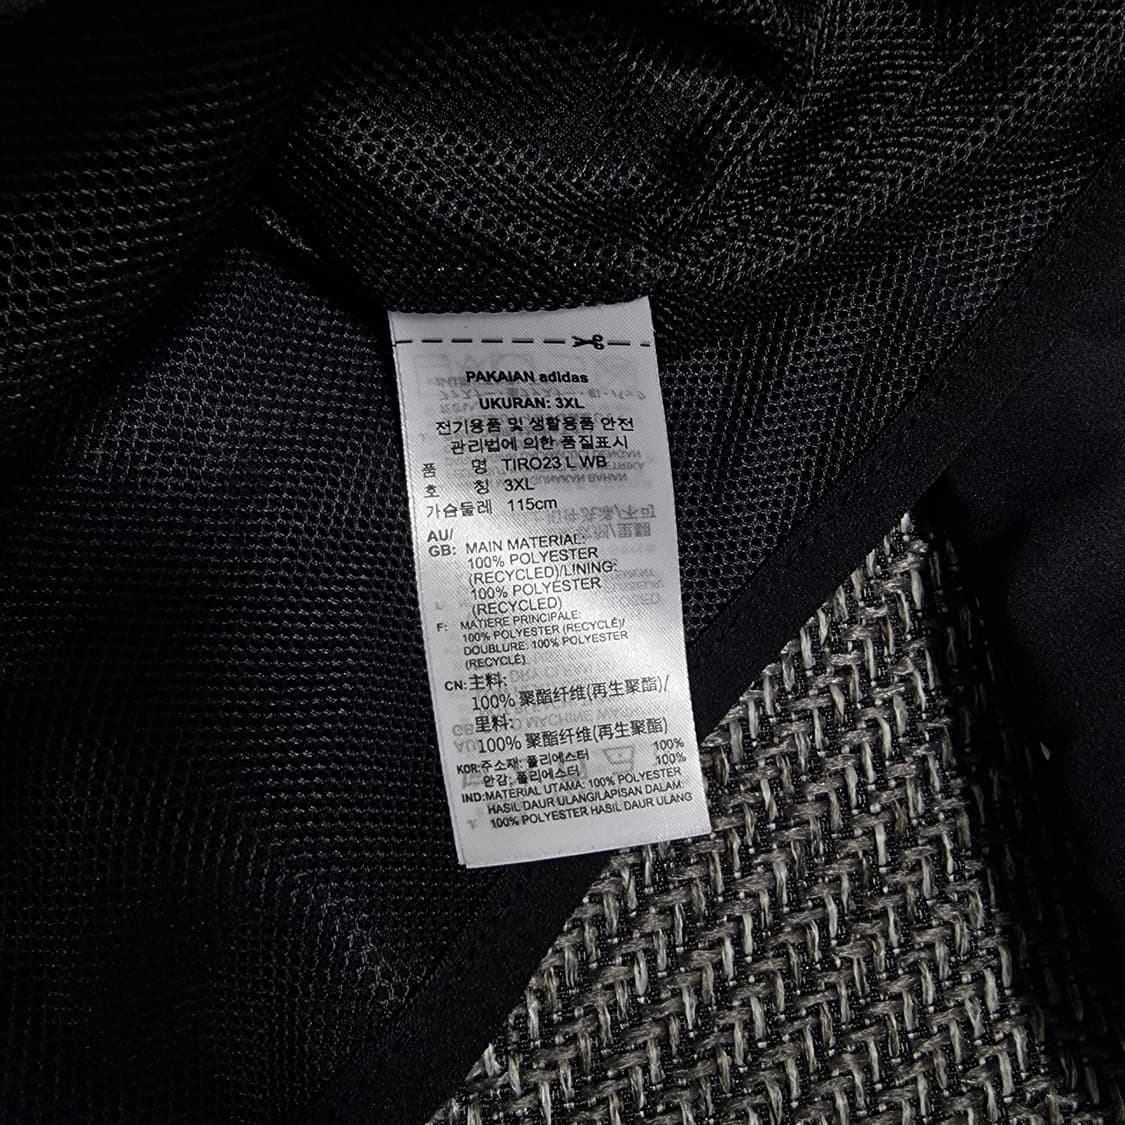 PAKAIAN adidas
UKURAN: 3XL
전기용품 및 생활용품 안전
관리법에 의한 품질표시
품 명 TIRO23 L WB
호 칭 3XL
가슴둘레 115cm
AU/
GB: MAIN MATERIAL:
100% POLYESTER
(RECYCLED)/LINING:
100% POLYESTER
(RECYCLED)
F: MATIERE PRINCIPALE:
100% POLYESTER (RECYCLÉ)/
DOUBLURE: 100% POLYESTER
(RECYCLÉ).
CN: 主料:
100% 聚酯纤维(再生聚酯)/
里料:
100% 聚酯纤维(再生聚酯)
KOR: 주소재: 폴리에스터 100%
안감: 폴리에스터 100%
IND: MATERIAL UTAMA: 100% POLYESTER
HASIL DAUR ULANG/LAPISAN DALAM:
100% POLYESTER HASIL DAUR ULANG